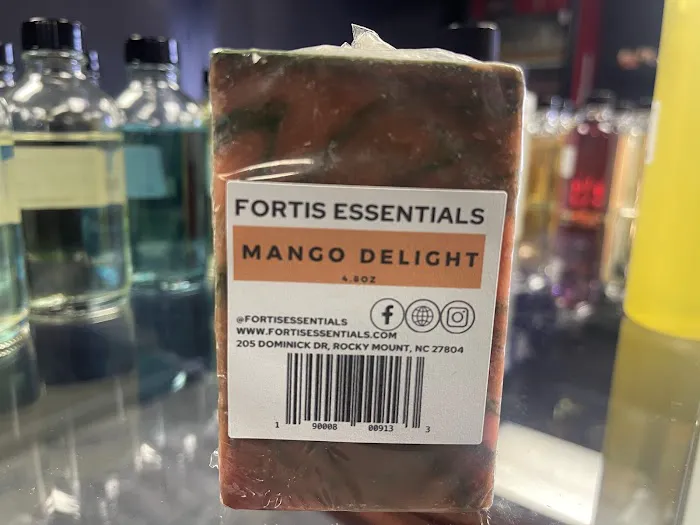 FORTIS ESSENTIALS
MANGO DELIGHT
4.8OZ
@FORTISESSENTIALS
WWW.FORTISESSENTIALS.COM
205 DOMINICK DR, ROCKY MOUNT, NC 27804
1 90008 00913 3